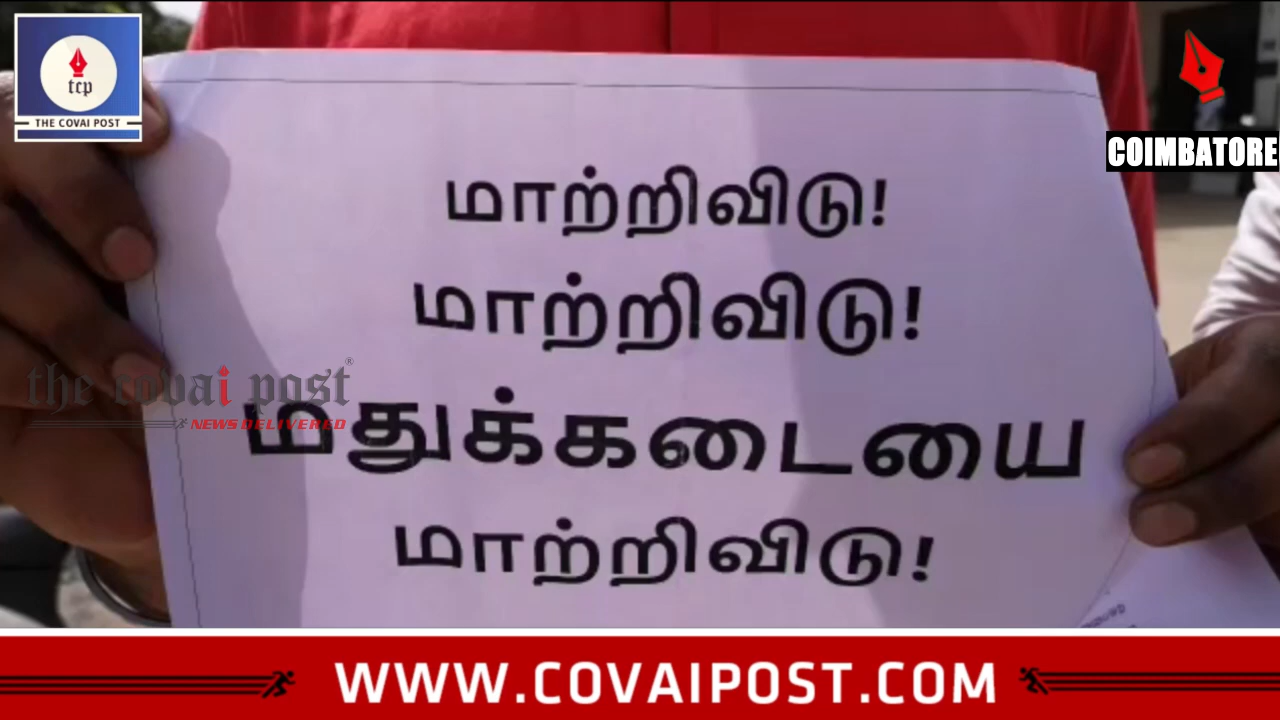 tcp
THE COVAI POST
COIMBATORE
மாற்றிவிடு!
மாற்றிவிடு!
the covai post®
NEWS DELIVERED
மதுக்கடையை
மாற்றிவிடு!
WWW.COVAIPOST.COM